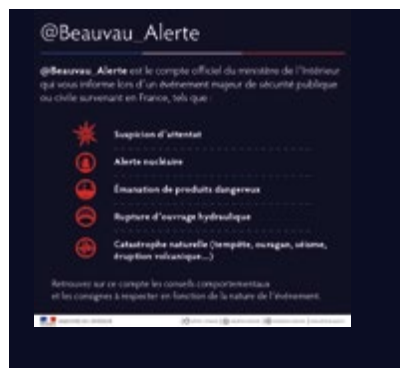 @Beauvau_Alerte
@Beauvau_Alerte est le compte officiel du ministère de l'Intérieur
qui vous informe lors d'un événement majeur de sécurité publique
ou civile survenant en France, tels que :
Suspicion d'attentat
Alerte nucléaire
Émanation de produits dangereux
Rupture d'ouvrage hydraulique
Catastrophe naturelle (tempête, ouragan, séisme,
éruption volcanique...)
Retrouvez sur ce compte les conseils comportementaux
et les consignes à respecter en fonction de la nature de l'événement.